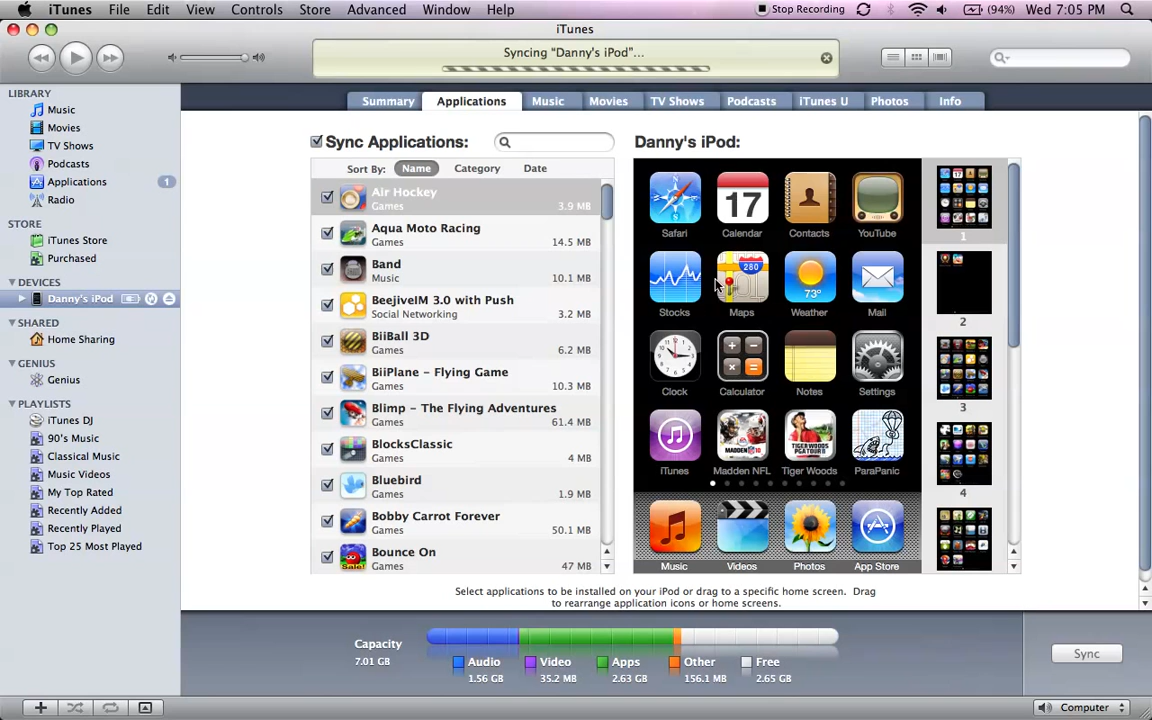 iTunes File Edit View Controls Store Advanced Window Help Stop Recording (94%) Wed 7:05 PM
iTunes
Syncing “Danny's iPod”...
LIBRARY
Music
Movies
TV Shows
Podcasts
Applications 1
Radio
STORE
iTunes Store
Purchased
DEVICES
Danny's iPod
SHARED
Home Sharing
GENIUS
Genius
PLAYLISTS
iTunes DJ
90's Music
Classical Music
Music Videos
My Top Rated
Recently Added
Recently Played
Top 25 Most Played
Summary Applications Music Movies TV Shows Podcasts iTunes U Photos Info
Sync Applications:
Sort By: Name Category Date
Air Hockey
Games 3.9 MB
Aqua Moto Racing
Games 14.5 MB
Band
Music 10.1 MB
BeejiveIM 3.0 with Push
Social Networking 3.2 MB
BiiBall 3D
Games 6.2 MB
BiiPlane - Flying Game
Games 10.3 MB
Blimp - The Flying Adventures
Games 61.4 MB
BlocksClassic
Games 4 MB
Bluebird
Games 1.9 MB
Bobby Carrot Forever
Games 50.1 MB
Bounce On
Games 47 MB
Sale!
Danny's iPod:
17
280
73°
Safari Calendar Contacts YouTube
Stocks Maps Weather Mail
Clock Calculator Notes Settings
iTunes Madden NFL Tiger Woods ParaPanic
Music Videos Photos App Store
1
2
3
4
Select applications to be installed on your iPod or drag to a specific home screen. Drag
to rearrange application icons or home screens.
Capacity
7.01 GB
Audio
1.56 GB
Video
35.2 MB
Apps
2.63 GB
Other
156.1 MB
Free
2.65 GB
Sync
Computer